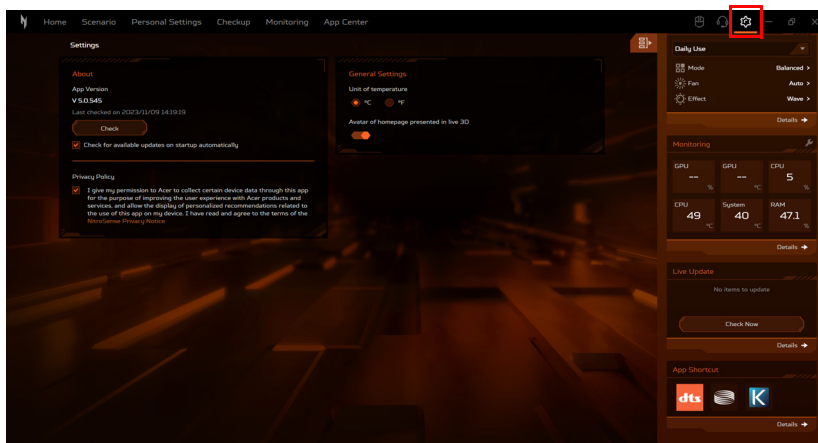 Home Scenario Personal Settings Checkup Monitoring App Center
Settings
About
App Version
V 5.0.545
Last checked on 2023/11/09 14:19:19
Check
Check for available updates on startup automatically
Privacy Policy
I give my permission to Acer to collect certain device data through this app
for the purpose of improving the user experience with Acer products and
services, and allow the display of personalized recommendations related to
the use of this app on my device. I have read and agree to the terms of the
NitroSense Privacy Notice
General Settings
Unit of temperature
°C °F
Avatar of homepage presented in live 3D
Daily Use
Mode Balanced >
Fan Auto >
Effect Wave >
Details →
Monitoring
GPU GPU CPU
-- -- 5
% °C %
CPU System RAM
49 40 47.1
°C °C %
Details →
Live Update
No items to update
Check Now
Details →
App Shortcut
dts K
Details →